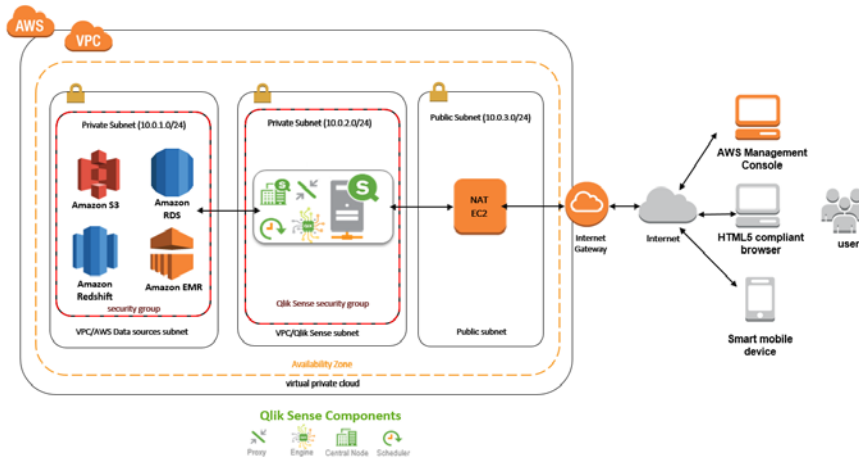 AWS
VPC
Private Subnet (10.0.1.0/24)
Private Subnet (10.0.2.0/24)
Public Subnet (10.0.3.0/24)
Amazon S3
Amazon
RDS
Amazon
Redshift
Amazon EMR
security group
VPC/AWS Data sources subnet
S
S
Qlik Sense security group
VPC/Qlik Sense subnet
NAT
EC2
Public subnet
Internet
Gateway
Internet
AWS Management
Console
HTML5 compliant
browser
user
Smart mobile
device
Availability Zone
virtual private cloud
Qlik Sense Components
Proxy
Engine
Central Node
Scheduler